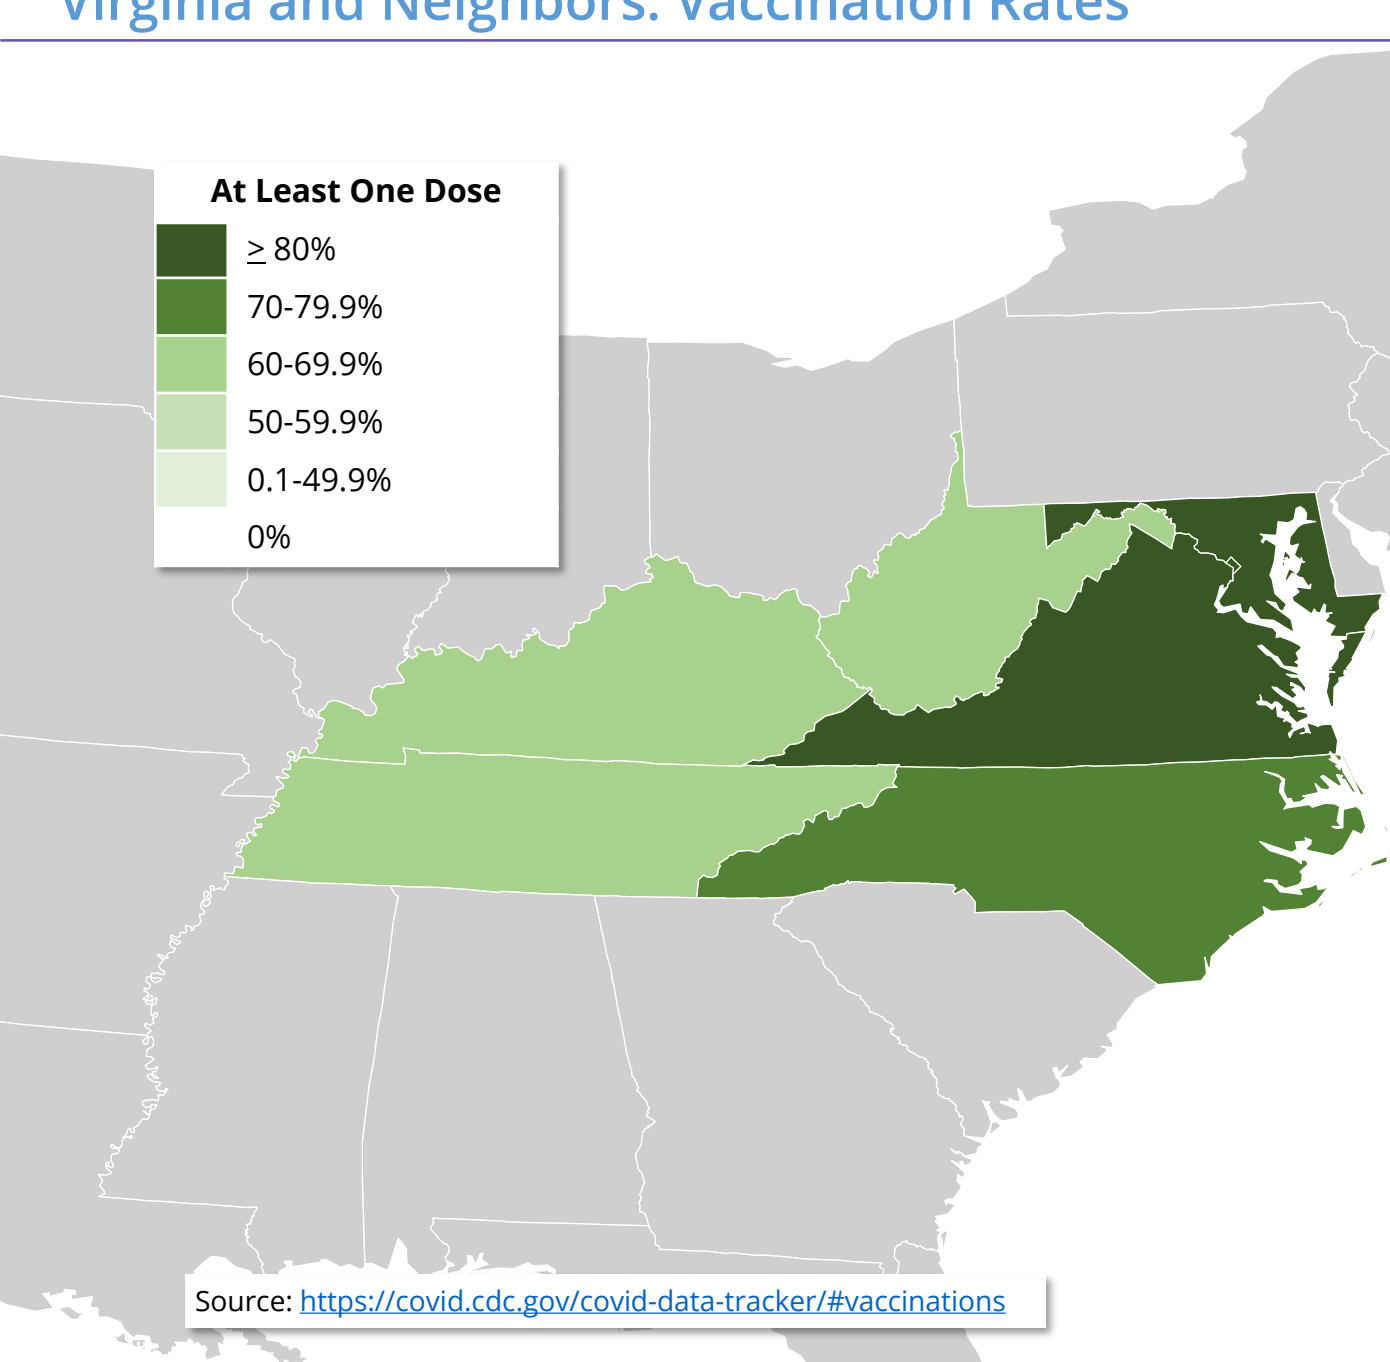 Virginia and Neighbors: Vaccination Rates
At Least One Dose
≥ 80%
70-79.9%
60-69.9%
50-59.9%
0.1-49.9%
0%
Source: https://covid.cdc.gov/covid-data-tracker/#vaccinations